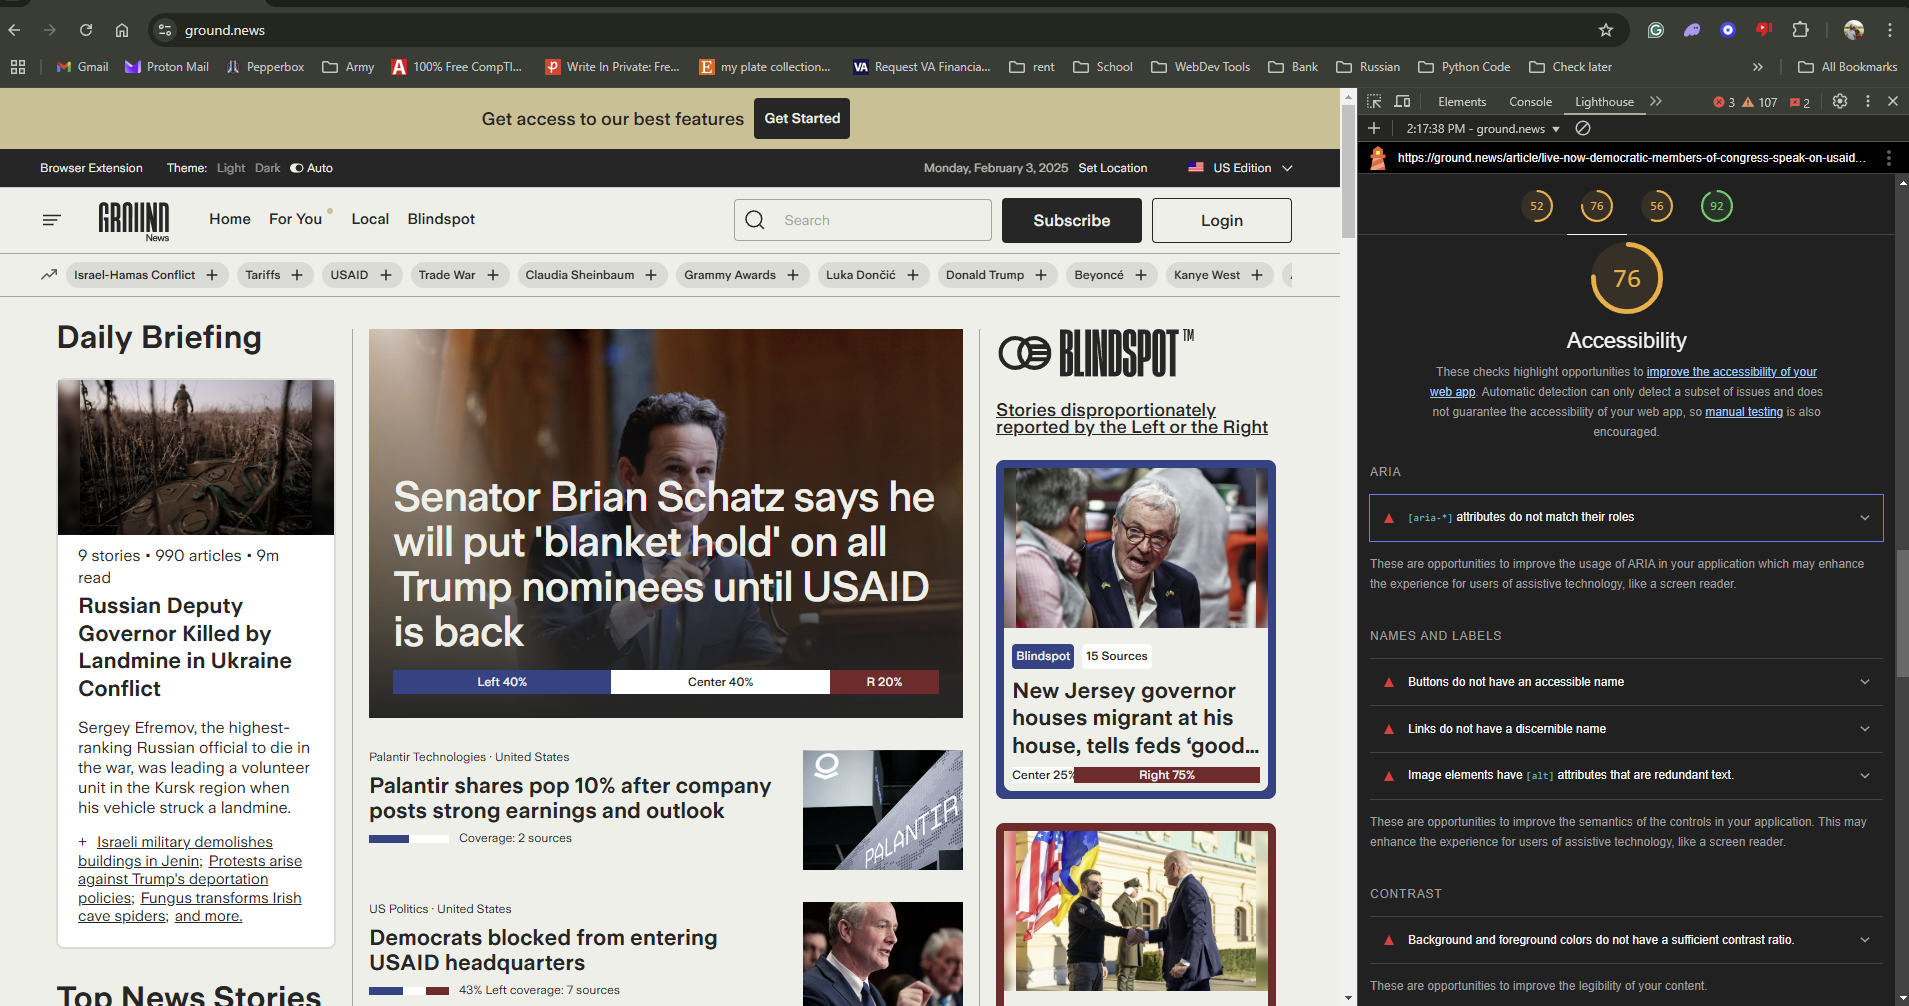 ground.news
Gmail
Proton Mail
Pepperbox
Army
100% Free CompTI...
Write In Private: Fre...
my plate collection...
VA
Request VA Financia...
rent
School
WebDev Tools
Bank
Russian
Python Code
Check later
»
All Bookmarks
Get access to our best features
Get Started
Browser Extension
Theme: Light Dark Auto
Monday, February 3, 2025
Set Location
US Edition
GROUND
News
Home
For You
Local
Blindspot
Search
Subscribe
Login
Israel-Hamas Conflict +
Tariffs +
USAID +
Trade War +
Claudia Sheinbaum +
Grammy Awards +
Luka Dončić +
Donald Trump +
Beyoncé +
Kanye West +
Daily Briefing
9 stories • 990 articles • 9m
read
Russian Deputy
Governor Killed by
Landmine in Ukraine
Conflict
Sergey Efremov, the highest-
ranking Russian official to die in
the war, was leading a volunteer
unit in the Kursk region when
his vehicle struck a landmine.
+ Israeli military demolishes
buildings in Jenin; Protests arise
against Trump's deportation
policies; Fungus transforms Irish
cave spiders; and more.
Top News Stories
Senator Brian Schatz says he
will put 'blanket hold' on all
Trump nominees until USAID
is back
Left 40%
Center 40%
R 20%
Palantir Technologies · United States
Palantir shares pop 10% after company
posts strong earnings and outlook
Coverage: 2 sources
PALANTIR
US Politics · United States
Democrats blocked from entering
USAID headquarters
43% Left coverage: 7 sources
BLINDSPOT™
Stories disproportionately
reported by the Left or the Right
Blindspot
15 Sources
New Jersey governor
houses migrant at his
house, tells feds ‘good...
Center 25%
Right 75%
Elements
Console
Lighthouse
»
3
107
2
2:17:38 PM - ground.news
https://ground.news/article/live-now-democratic-members-of-congress-speak-on-usaid...
52
76
56
92
76
Accessibility
These checks highlight opportunities to improve the accessibility of your
web app. Automatic detection can only detect a subset of issues and does
not guarantee the accessibility of your web app, so manual testing is also
encouraged.
ARIA
[aria-*] attributes do not match their roles
These are opportunities to improve the usage of ARIA in your application which may enhance
the experience for users of assistive technology, like a screen reader.
NAMES AND LABELS
Buttons do not have an accessible name
Links do not have a discernible name
Image elements have [alt] attributes that are redundant text.
These are opportunities to improve the semantics of the controls in your application. This may
enhance the experience for users of assistive technology, like a screen reader.
CONTRAST
Background and foreground colors do not have a sufficient contrast ratio.
These are opportunities to improve the legibility of your content.